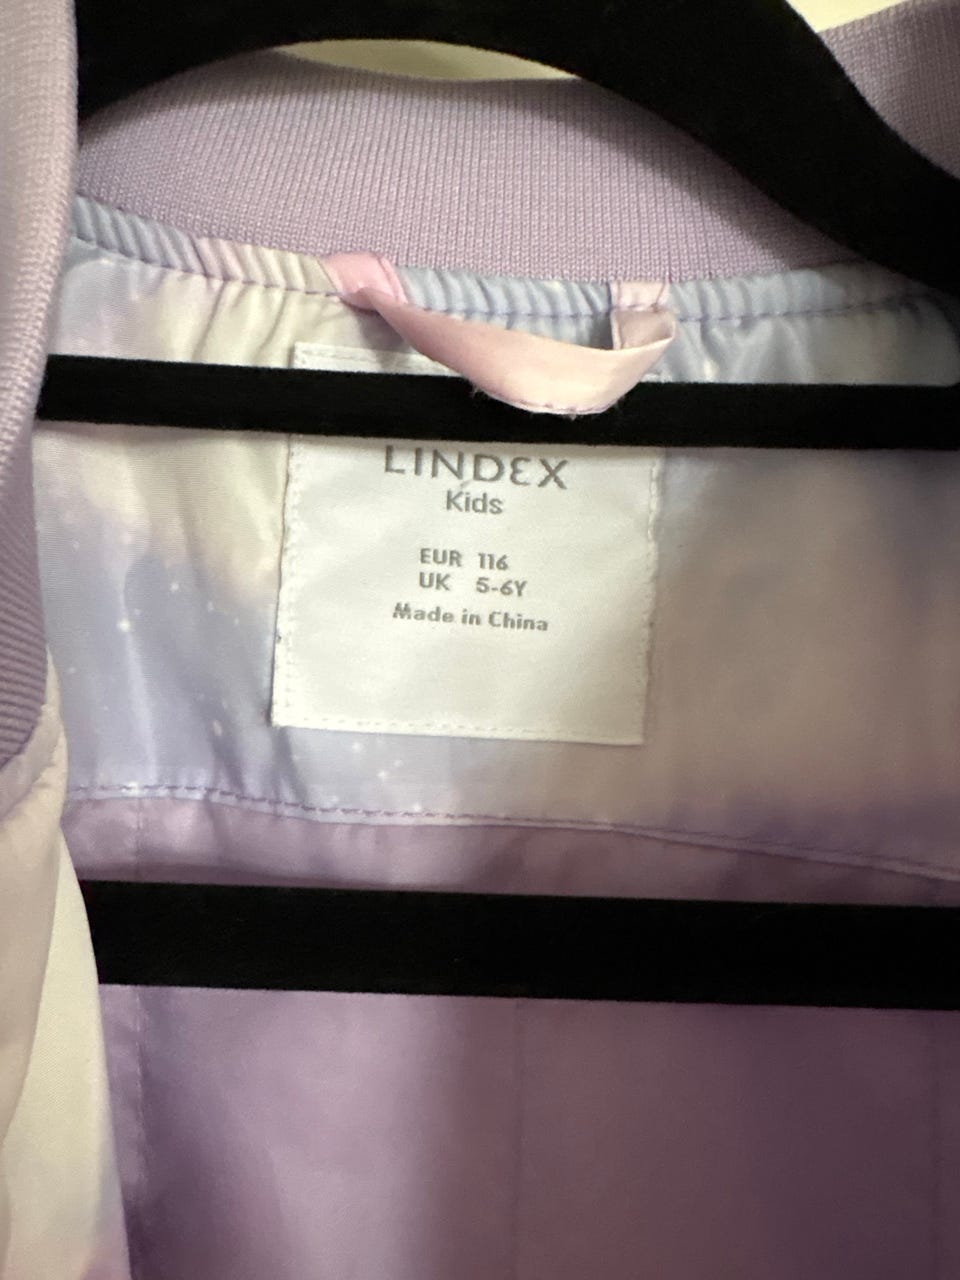 LINDEX
Kids
EUR 116
UK 5-6Y
Made in China